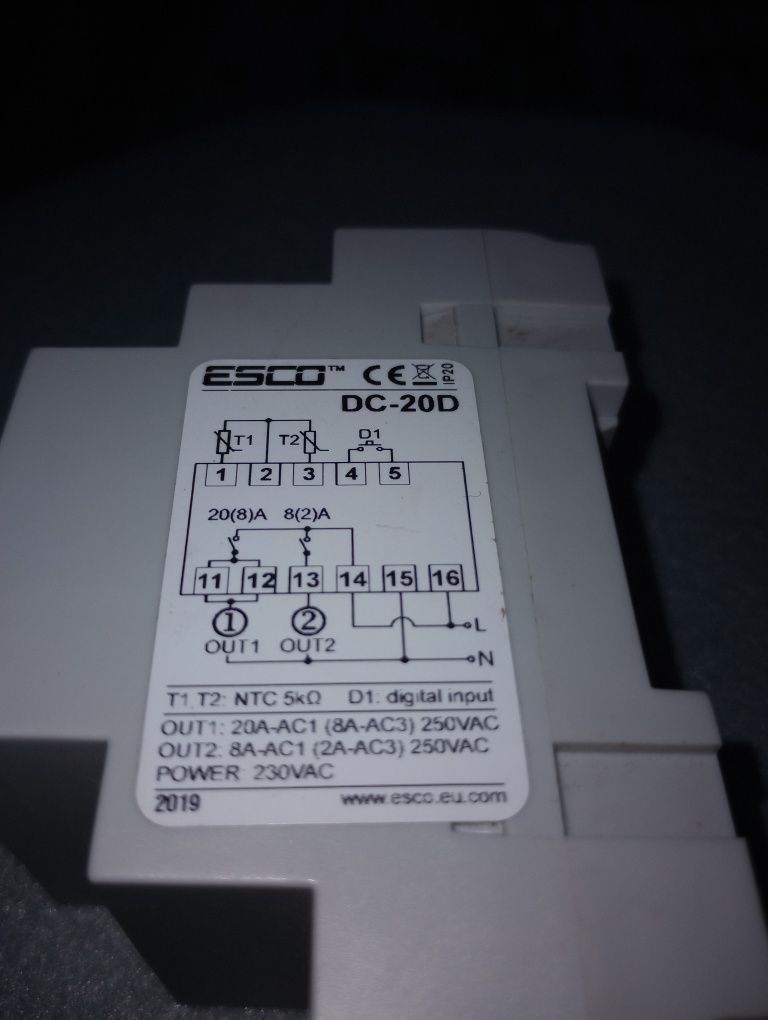 ESCO™ CE IP20
DC-20D
T1 T2 D1
1 2 3 4 5
20(8)A 8(2)A
11 12 13 14 15 16
① ② L
OUT1 OUT2
N
T1, T2: NTC 5kΩ D1: digital input
OUT1: 20A-AC1 (8A-AC3) 250VAC
OUT2: 8A-AC1 (2A-AC3) 250VAC
POWER: 230VAC
2019 www.esco.eu.com